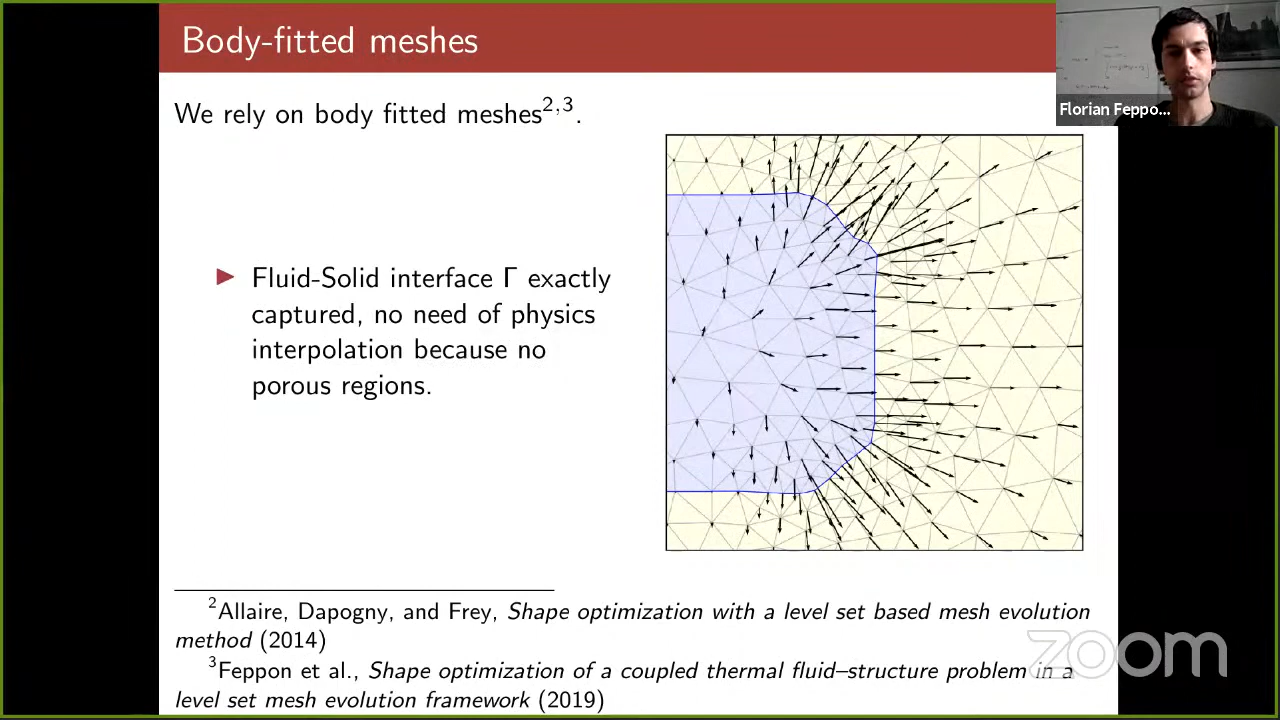 Body-fitted meshes
We rely on body fitted meshes2,3.
Florian Feppo...
▶ Fluid-Solid interface Γ exactly
captured, no need of physics
interpolation because no
porous regions.
2Allaire, Dapogny, and Frey, Shape optimization with a level set based mesh evolution
method (2014)
3Feppon et al., Shape optimization of a coupled thermal fluid–structure problem in a
level set mesh evolution framework (2019)
zoom